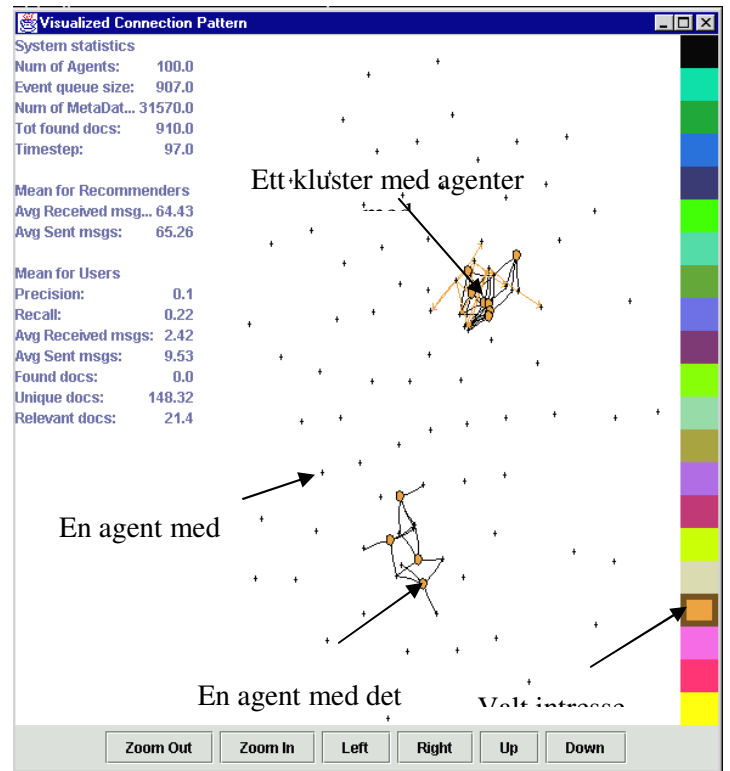 Visualized Connection Pattern
System statistics
Num of Agents: 100.0
Event queue size: 907.0
Num of MetaDat... 31570.0
Tot found docs: 910.0
Timestep: 97.0
Mean for Recommenders
Avg Received msg... 64.43
Avg Sent msgs: 65.26
Mean for Users
Precision: 0.1
Recall: 0.22
Avg Received msgs: 2.42
Avg Sent msgs: 9.53
Found docs: 0.0
Unique docs: 148.32
Relevant docs: 21.4
Ett kluster med agenter
En agent med
En agent med det
Valt intresse
Zoom Out Zoom In Left Right Up Down